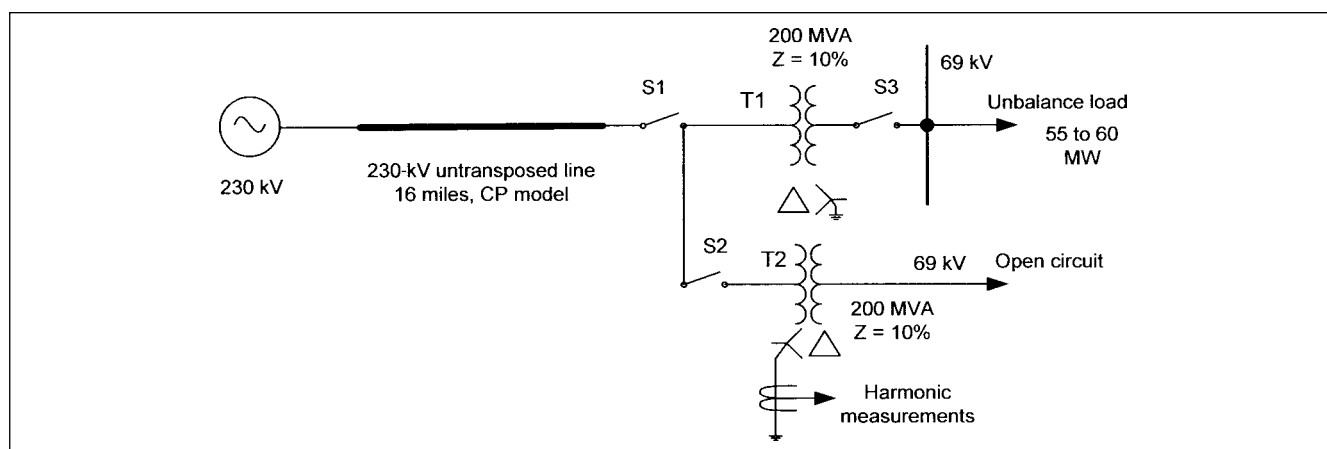 200 MVA
Z = 10%
69 kV
S1
T1
S3
Unbalance load
55 to 60
MW
230 kV
230-kV untransposed line
16 miles, CP model
S2
T2
69 kV
Open circuit
200 MVA
Z = 10%
Harmonic
measurements